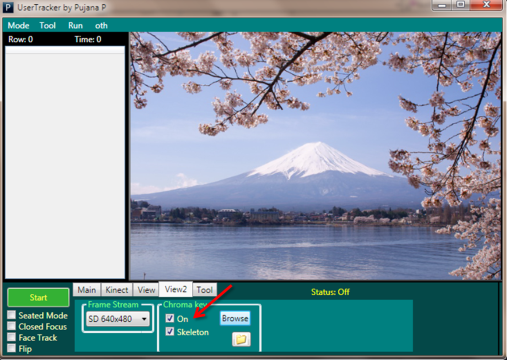 P UserTracker by Pujana P
Mode Tool Run oth
Row: 0 Time: 0
Main Kinect View View2 Tool
Status: Off
Start
Frame Stream Chroma key
SD 640x480 On Browse
Skeleton
Seated Mode
Closed Focus
Face Track
Flip